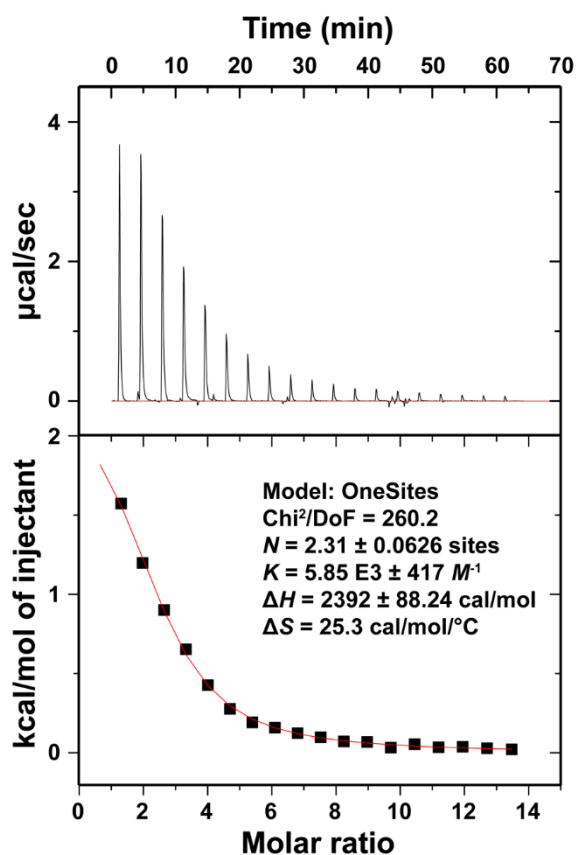 Time (min)
0 10 20 30 40 50 60 70
4
2
0
µcal/sec
2
1
0
kcal/mol of injectant
Model: OneSites
Chi²/DoF = 260.2
N = 2.31 ± 0.0626 sites
K = 5.85 E3 ± 417 M⁻¹
ΔH = 2392 ± 88.24 cal/mol
ΔS = 25.3 cal/mol/°C
0 2 4 6 8 10 12 14
Molar ratio